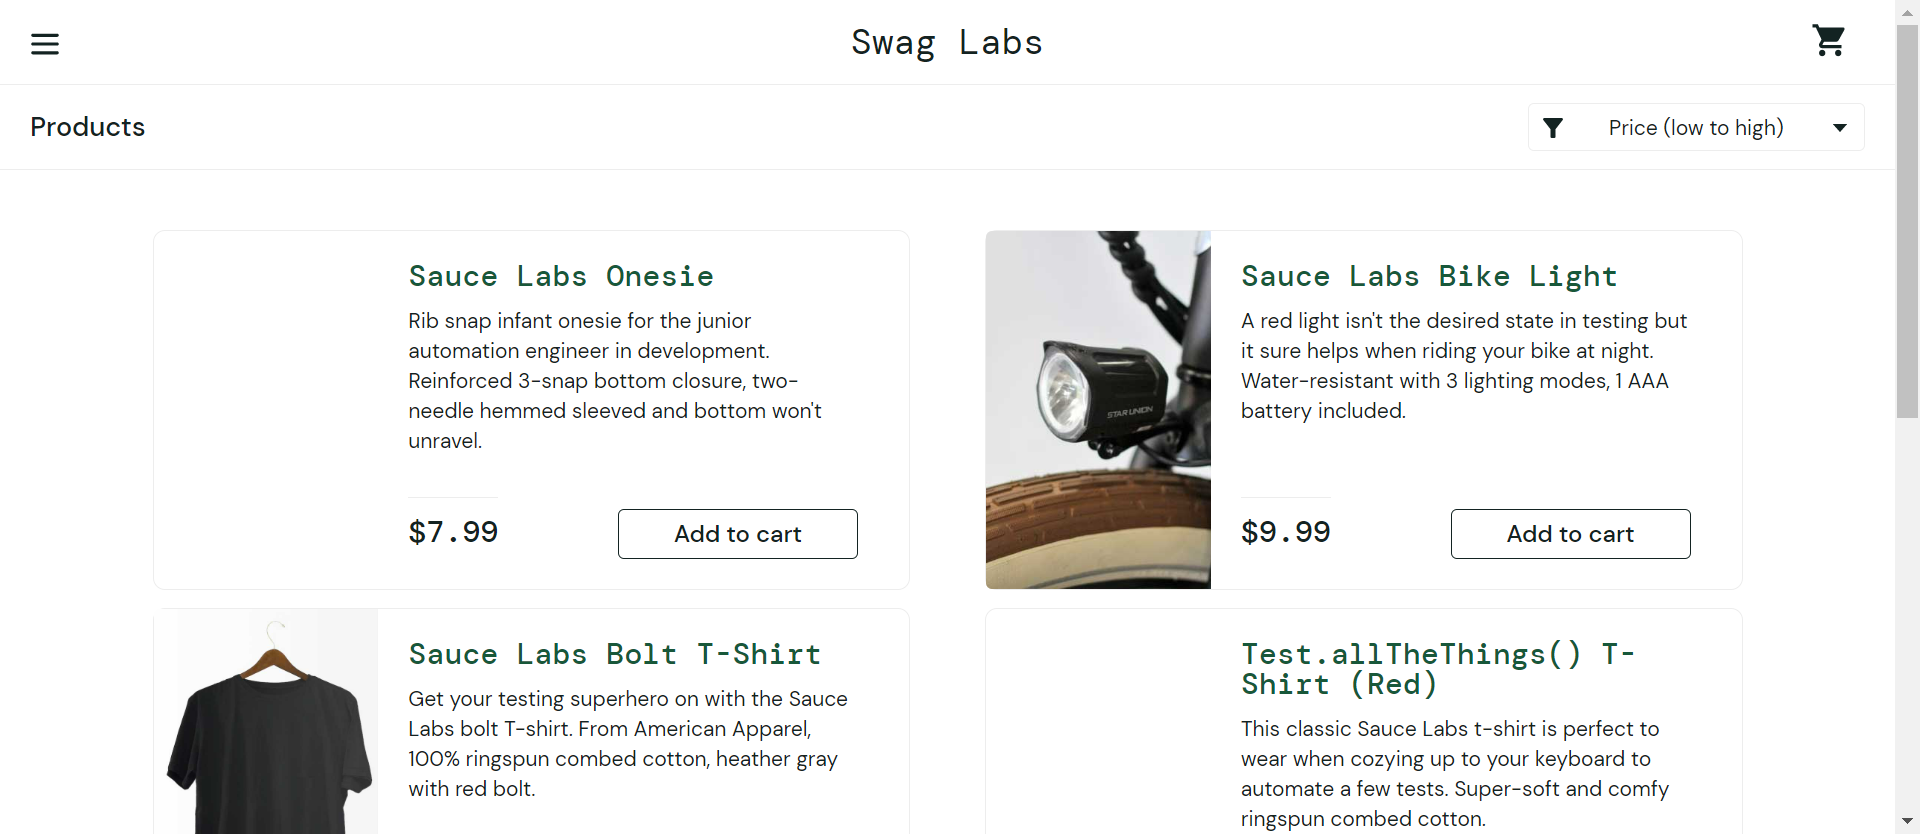 Swag Labs
Products
Price (low to high)
Sauce Labs Onesie
Rib snap infant onesie for the junior
automation engineer in development.
Reinforced 3-snap bottom closure, two-
needle hemmed sleeved and bottom won't
unravel.
$7.99
Add to cart
STAR UNION
Sauce Labs Bike Light
A red light isn't the desired state in testing but
it sure helps when riding your bike at night.
Water-resistant with 3 lighting modes, 1 AAA
battery included.
$9.99
Add to cart
Sauce Labs Bolt T-Shirt
Get your testing superhero on with the Sauce
Labs bolt T-shirt. From American Apparel,
100% ringspun combed cotton, heather gray
with red bolt.
Test.allTheThings() T-
Shirt (Red)
This classic Sauce Labs t-shirt is perfect to
wear when cozying up to your keyboard to
automate a few tests. Super-soft and comfy
ringspun combed cotton.